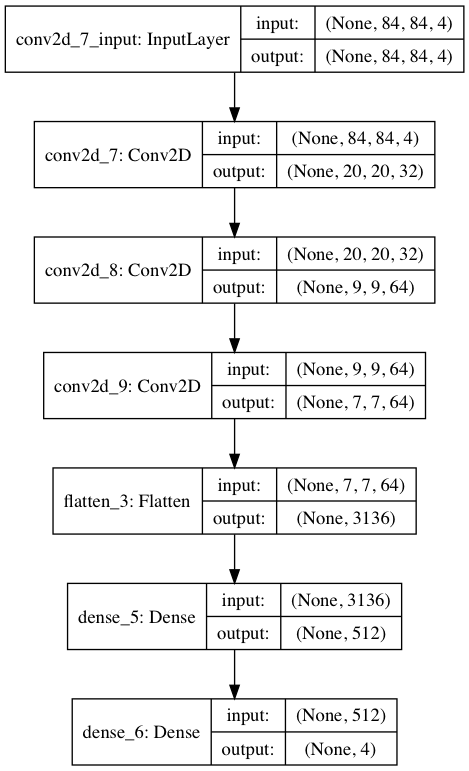 conv2d_7_input: InputLayer
input: (None, 84, 84, 4)
output: (None, 84, 84, 4)
conv2d_7: Conv2D
input: (None, 84, 84, 4)
output: (None, 20, 20, 32)
conv2d_8: Conv2D
input: (None, 20, 20, 32)
output: (None, 9, 9, 64)
conv2d_9: Conv2D
input: (None, 9, 9, 64)
output: (None, 7, 7, 64)
flatten_3: Flatten
input: (None, 7, 7, 64)
output: (None, 3136)
dense_5: Dense
input: (None, 3136)
output: (None, 512)
dense_6: Dense
input: (None, 512)
output: (None, 4)